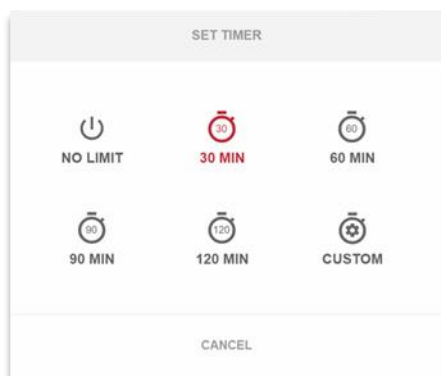 SET TIMER
30
60
NO LIMIT
30 MIN
60 MIN
90
120
90 MIN
120 MIN
CUSTOM
CANCEL